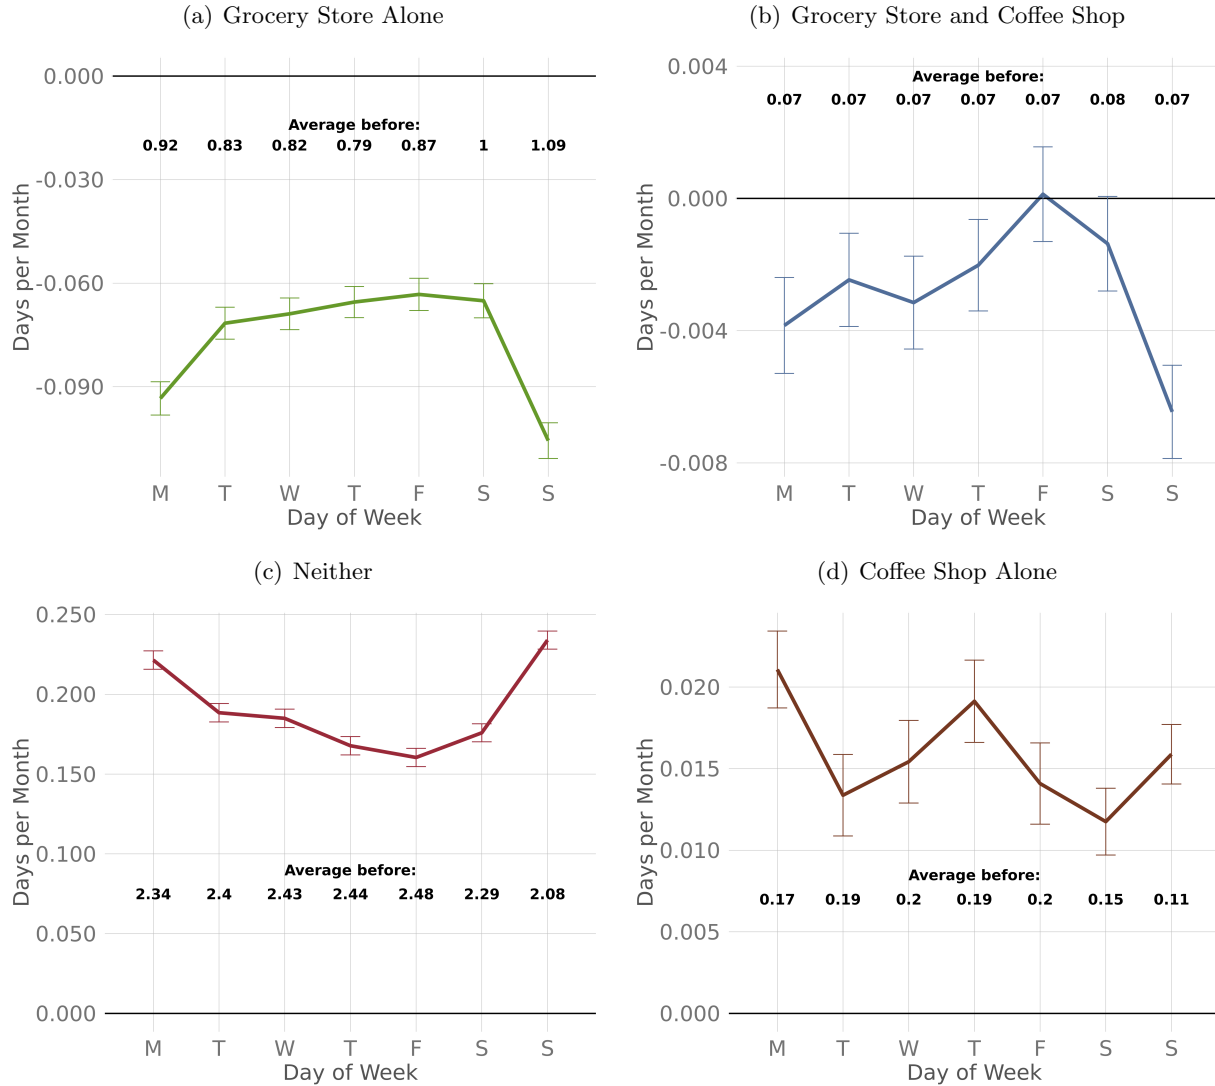 (a) Grocery Store Alone
0.000
-0.030
-0.060
-0.090
Days per Month
Average before:
0.92 0.83 0.82 0.79 0.87 1 1.09
M T W T F S S
Day of Week
(b) Grocery Store and Coffee Shop
0.004
0.000
-0.004
-0.008
Days per Month
Average before:
0.07 0.07 0.07 0.07 0.07 0.08 0.07
M T W T F S S
Day of Week
(c) Neither
0.250
0.200
0.150
0.100
0.050
0.000
Days per Month
Average before:
2.34 2.4 2.43 2.44 2.48 2.29 2.08
M T W T F S S
Day of Week
(d) Coffee Shop Alone
0.020
0.015
0.010
0.005
0.000
Days per Month
Average before:
0.17 0.19 0.2 0.19 0.2 0.15 0.11
M T W T F S S
Day of Week